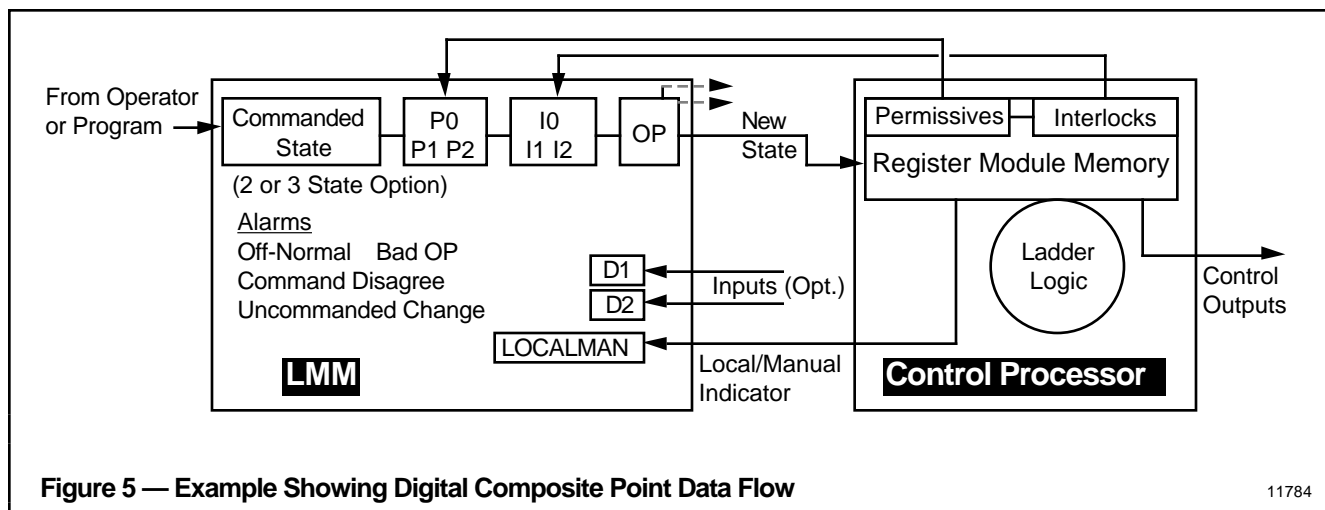 From Operator
or Program
Commanded
State
P0
P1 P2
I0
I1 I2
OP
New
State
Permissives
Interlocks
Register Module Memory
(2 or 3 State Option)
Alarms
Off-Normal Bad OP
Command Disagree
Uncommanded Change
D1
D2
Inputs (Opt.)
LOCALMAN
Local/Manual
Indicator
LMM
Ladder
Logic
Control
Outputs
Control Processor
Figure 5 — Example Showing Digital Composite Point Data Flow
11784